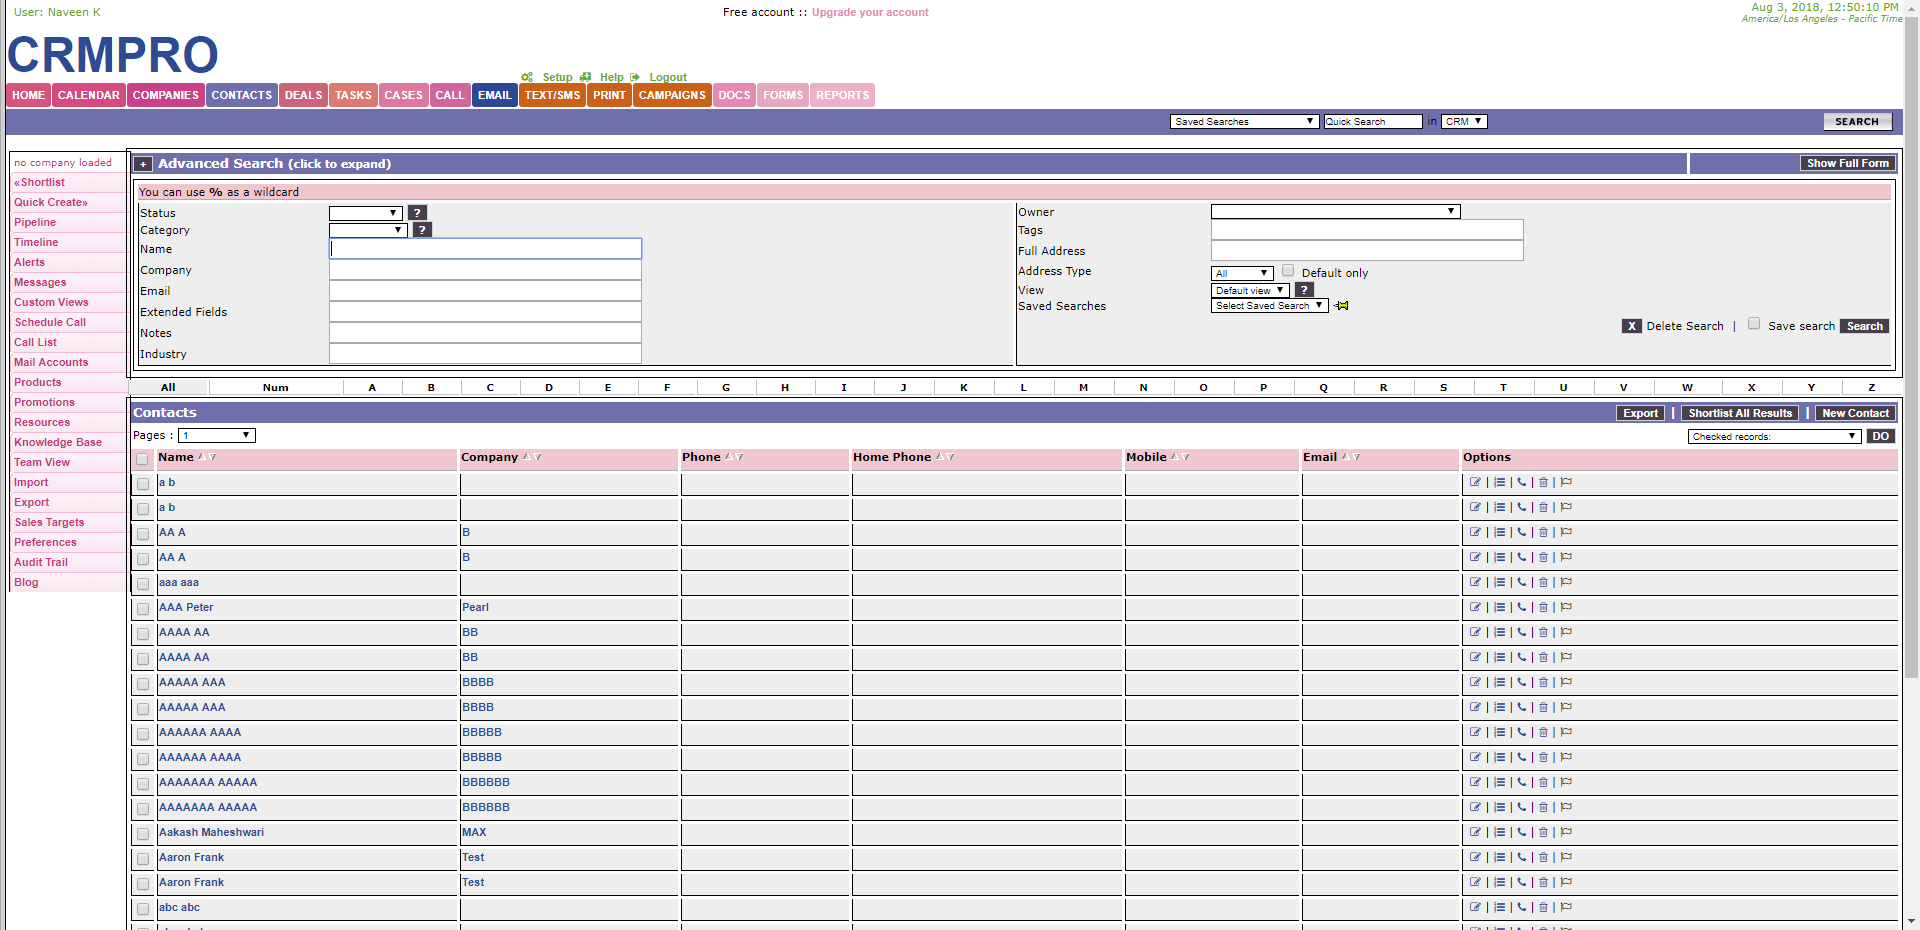 User: Naveen K
Free account :: Upgrade your account
Aug 3, 2018, 12:50:10 PM
America/Los Angeles - Pacific Time
CRMPRO
Setup Help Logout
HOME CALENDAR COMPANIES CONTACTS DEALS TASKS CASES CALL EMAIL TEXT/SMS PRINT CAMPAIGNS DOCS FORMS REPORTS
Saved Searches Quick Search in CRM SEARCH
no company loaded
«Shortlist
Quick Create»
Pipeline
Timeline
Alerts
Messages
Custom Views
Schedule Call
Call List
Mail Accounts
Products
Promotions
Resources
Knowledge Base
Team View
Import
Export
Sales Targets
Preferences
Audit Trail
Blog
+ Advanced Search (click to expand) Show Full Form
You can use % as a wildcard
Status ?
Category ?
Name
Company
Email
Extended Fields
Notes
Industry
Owner
Tags
Full Address
Address Type All Default only
View Default view ?
Saved Searches Select Saved Search
X Delete Search | Save search Search
All Num A B C D E F G H I J K L M N O P Q R S T U V W X Y Z
Contacts Export | Shortlist All Results | New Contact
Pages : 1 Checked records: DO
Name Company Phone Home Phone Mobile Email Options
a b
a b
AA A B
AA A B
aaa aaa
AAA Peter Pearl
AAAA AA BB
AAAA AA BB
AAAAA AAA BBBB
AAAAA AAA BBBB
AAAAAA AAAA BBBBB
AAAAAA AAAA BBBBB
AAAAAAA AAAAA BBBBBB
AAAAAAA AAAAA BBBBBB
Aakash Maheshwari MAX
Aaron Frank Test
Aaron Frank Test
abc abc